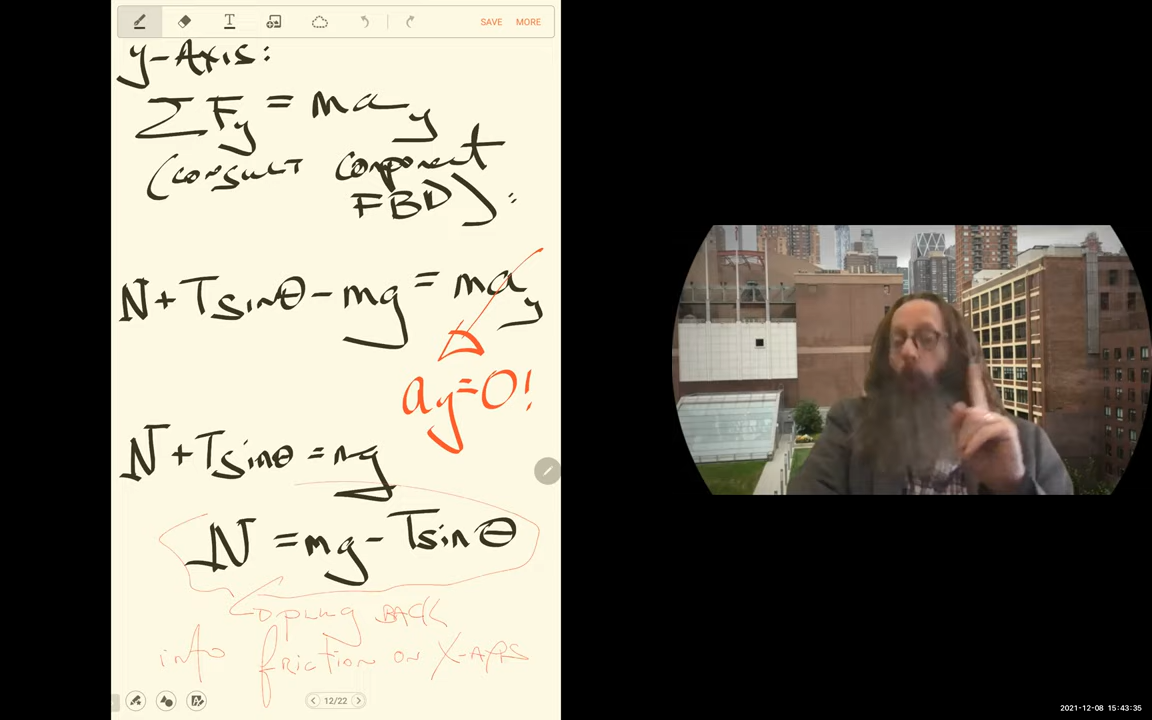 SAVE MORE
y-Axis:
ΣFy = may
(consult component
FBD):
N+Tsinθ-mg = may
ay=0!
N+Tsinθ=mg
N=mg-Tsinθ
BACK
into friction on X-Axis
12/22
2021-12-08 15:43:35